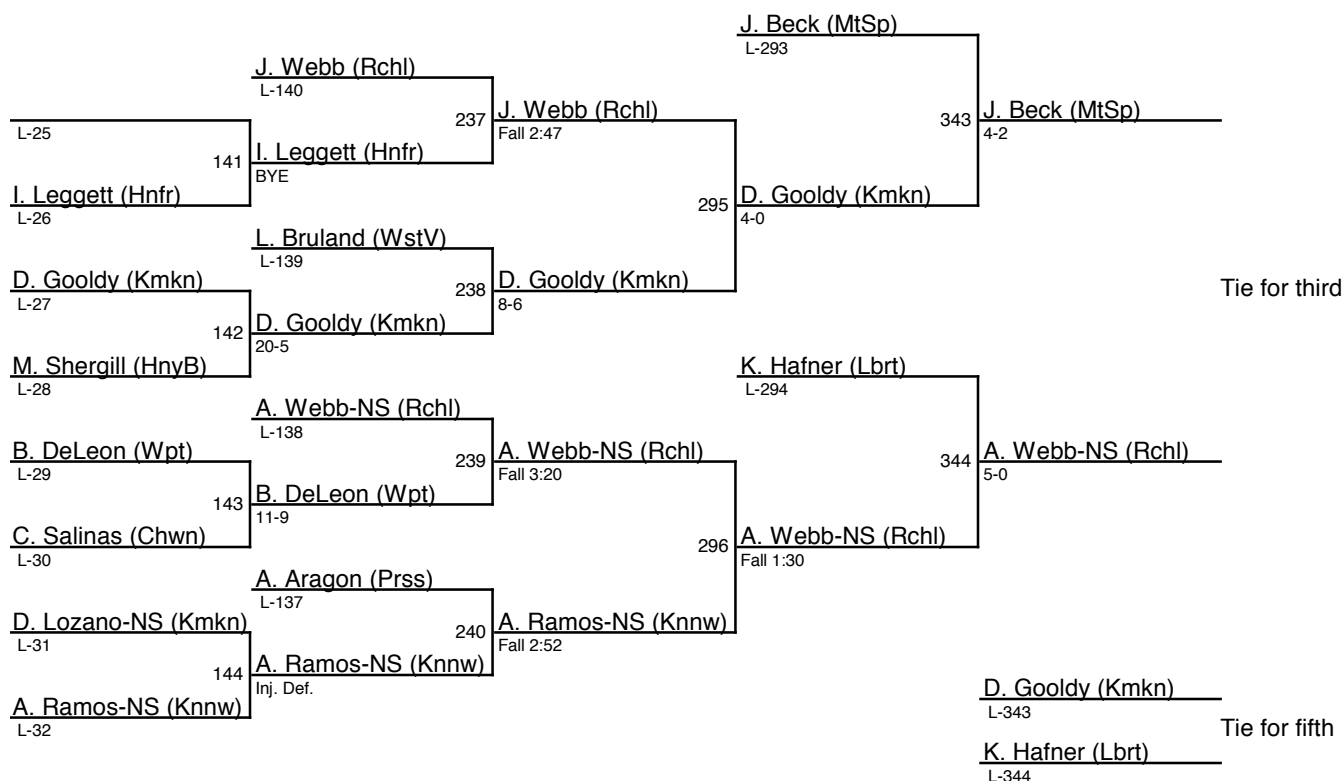 J. Beck (MtSp)
L-293
J. Webb (Rchl)
L-140
237
J. Webb (Rchl)
Fall 2:47
343
J. Beck (MtSp)
4-2
L-25
141
I. Leggett (Hnfr)
BYE
I. Leggett (Hnfr)
L-26
295
D. Gooldy (Kmkn)
4-0
L. Bruland (WstV)
L-139
D. Gooldy (Kmkn)
L-27
238
D. Gooldy (Kmkn)
8-6
Tie for third
142
D. Gooldy (Kmkn)
20-5
M. Shergill (HnyB)
L-28
K. Hafner (Lbrt)
L-294
A. Webb-NS (Rchl)
L-138
B. DeLeon (Wpt)
L-29
239
A. Webb-NS (Rchl)
Fall 3:20
344
A. Webb-NS (Rchl)
5-0
143
B. DeLeon (Wpt)
11-9
C. Salinas (Chwn)
L-30
296
A. Webb-NS (Rchl)
Fall 1:30
A. Aragon (Prss)
L-137
D. Lozano-NS (Kmkn)
L-31
240
A. Ramos-NS (Knnw)
Fall 2:52
144
A. Ramos-NS (Knnw)
Inj. Def.
A. Ramos-NS (Knnw)
L-32
D. Gooldy (Kmkn)
L-343
Tie for fifth
K. Hafner (Lbrt)
L-344